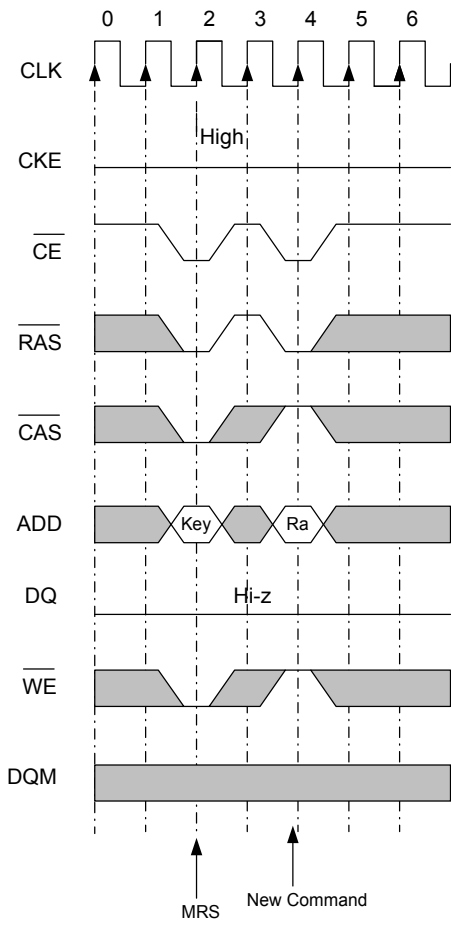 0 1 2 3 4 5 6
CLK
High
CKE
CE
RAS
CAS
ADD Key Ra
DQ Hi-z
WE
DQM
MRS New Command